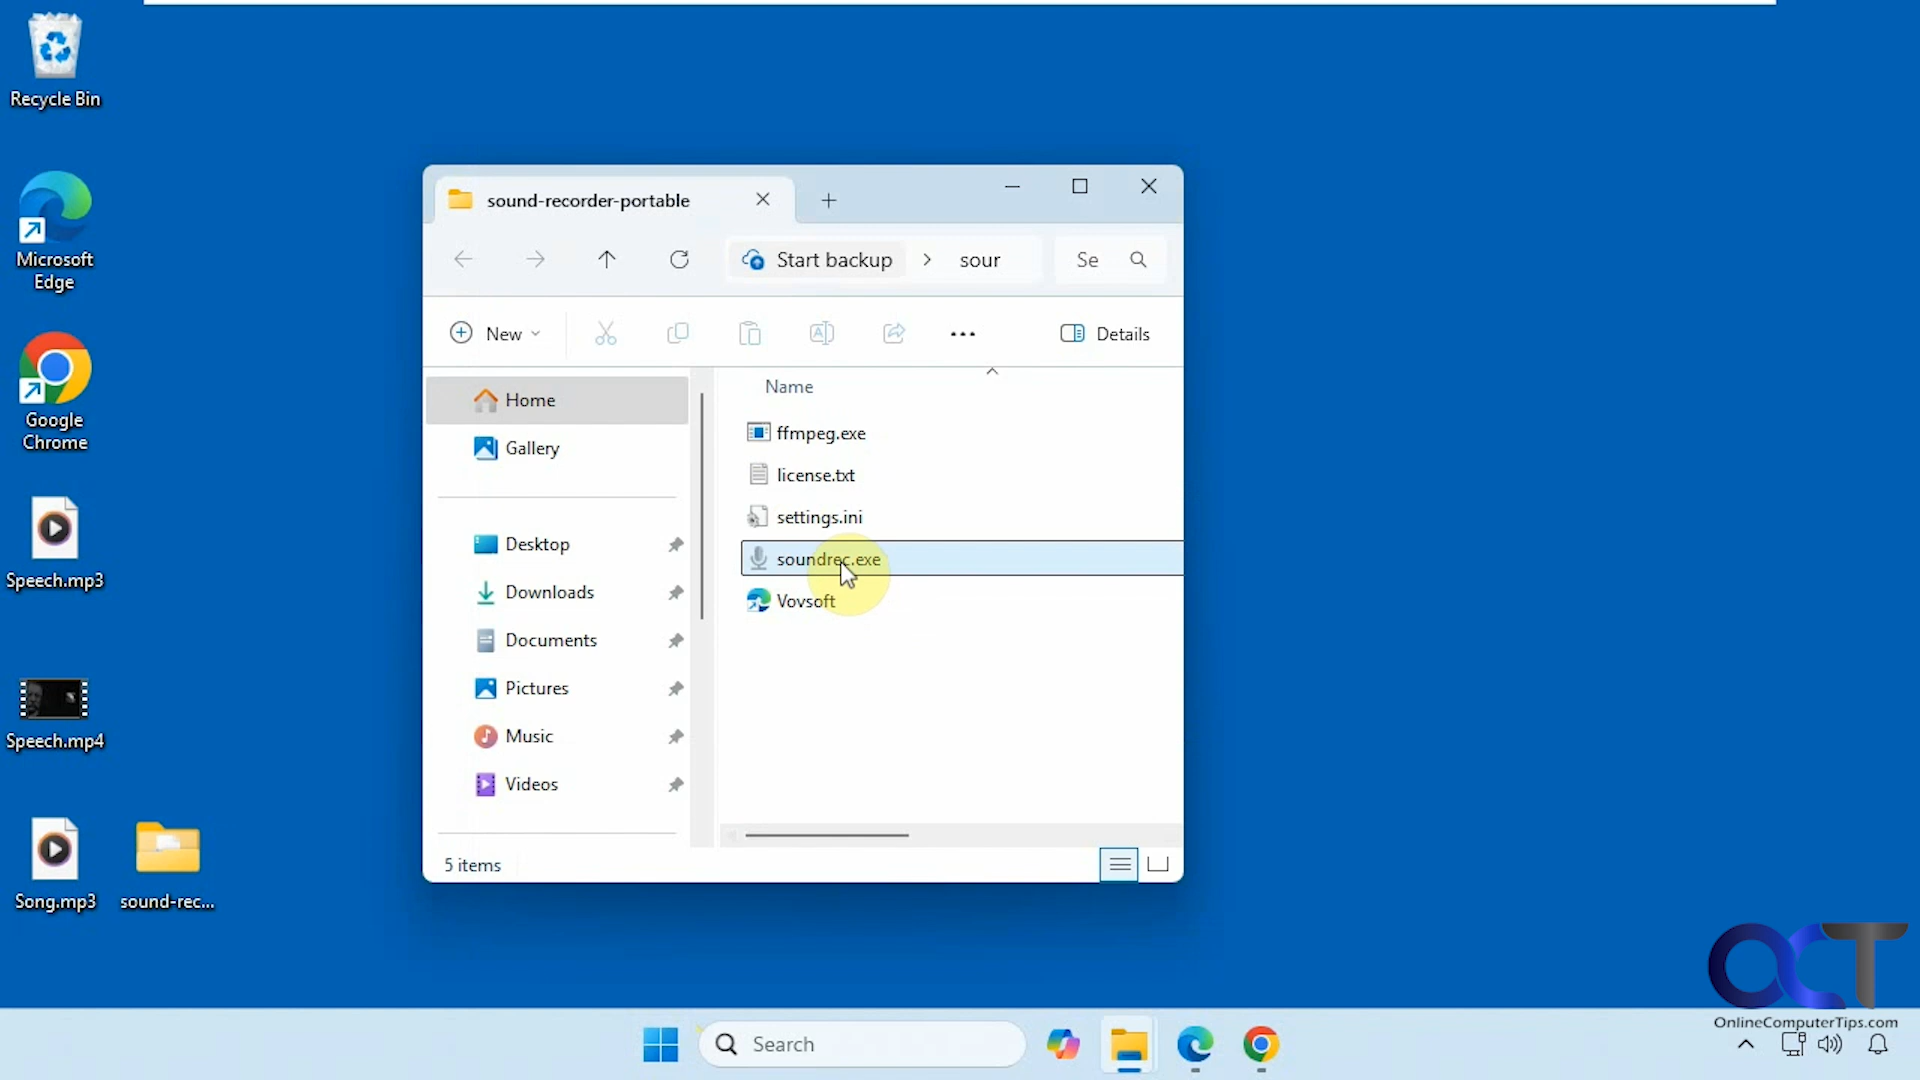 Recycle Bin
Microsoft
Edge
Google
Chrome
Speech.mp3
Speech.mp4
Song.mp3
sound-rec...
sound-recorder-portable
Start backup
sour
Se
New
Details
Home
Gallery
Desktop
Downloads
Documents
Pictures
Music
Videos
Name
ffmpeg.exe
license.txt
settings.ini
soundrec.exe
Vovsoft
5 items
Search
OCT
OnlineComputerTips.com